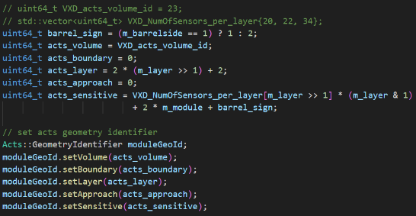 // uint64_t VXD_acts_volume_id = 23;
// std::vector<uint64_t> VXD_NumOfSensors_per_layer{20, 22, 34};
uint64_t barrel_sign = (m_barrelside == 1) ? 1 : 2;
uint64_t acts_volume = VXD_acts_volume_id;
uint64_t acts_boundary = 0;
uint64_t acts_layer = 2 * (m_layer >> 1) + 2;
uint64_t acts_approach = 0;
uint64_t acts_sensitive = VXD_NumOfSensors_per_layer[m_layer >> 1] * (m_layer & 1)
+ 2 * m_module + barrel_sign;
// set acts geometry identifier
Acts::GeometryIdentifier moduleGeoId;
moduleGeoId.setVolume(acts_volume);
moduleGeoId.setBoundary(acts_boundary);
moduleGeoId.setLayer(acts_layer);
moduleGeoId.setApproach(acts_approach);
moduleGeoId.setSensitive(acts_sensitive);